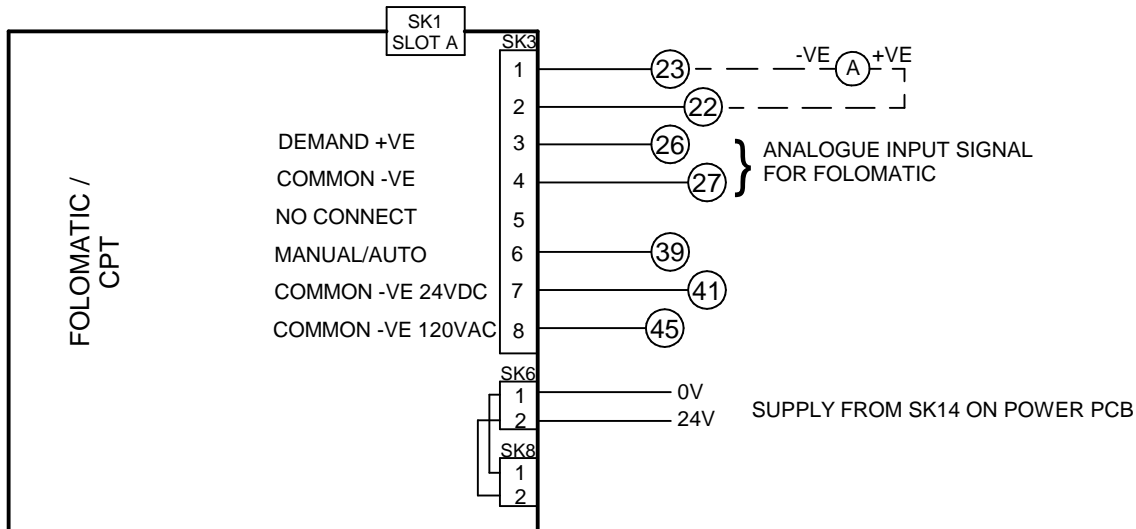 SK1
SLOT A
SK3
1 23 -VE A +VE
2 22
DEMAND +VE 3 26
COMMON -VE 4 27
ANALOGUE INPUT SIGNAL
FOR FOLOMATIC
NO CONNECT 5
MANUAL/AUTO 6 39
COMMON -VE 24VDC 7 41
COMMON -VE 120VAC 8 45
FOLOMATIC /
CPT
SK6
1 0V
2 24V
SUPPLY FROM SK14 ON POWER PCB
SK8
1
2